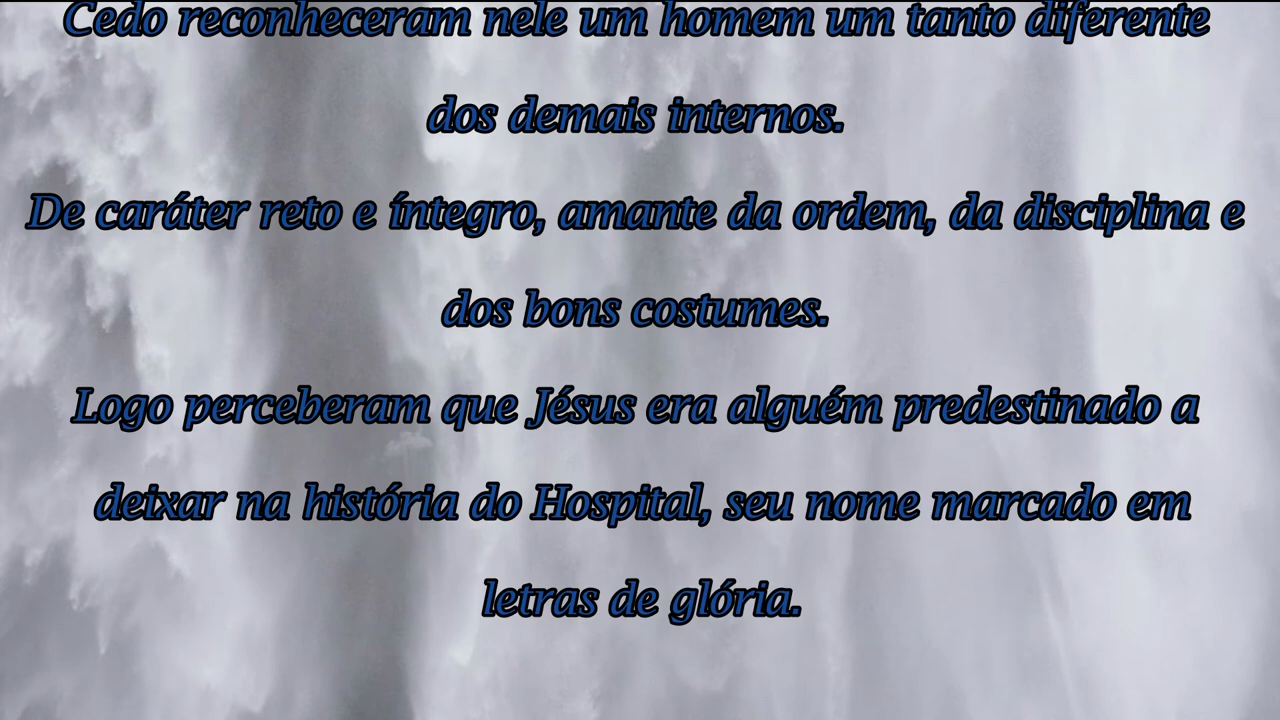 Cedo reconheceram nele um homem um tanto diferente
dos demais internos.
De caráter reto e íntegro, amante da ordem, da disciplina e
dos bons costumes.
Logo perceberam que Jésus era alguém predestinado a
deixar na história do Hospital, seu nome marcado em
letras de glória.